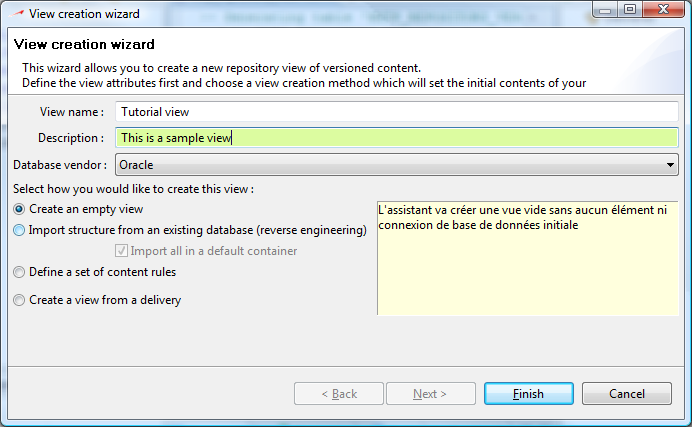 View creation wizard
View creation wizard
This wizard allows you to create a new repository view of versioned content.
Define the view attributes first and choose a view creation method which will set the initial contents of your
View name : Tutorial view
Description : This is a sample view
Database vendor : Oracle
Select how you would like to create this view :
Create an empty view
Import structure from an existing database (reverse engineering)
Import all in a default container
Define a set of content rules
Create a view from a delivery
L'assistant va créer une vue vide sans aucun élément ni
connexion de base de données initiale
< Back Next > Finish Cancel